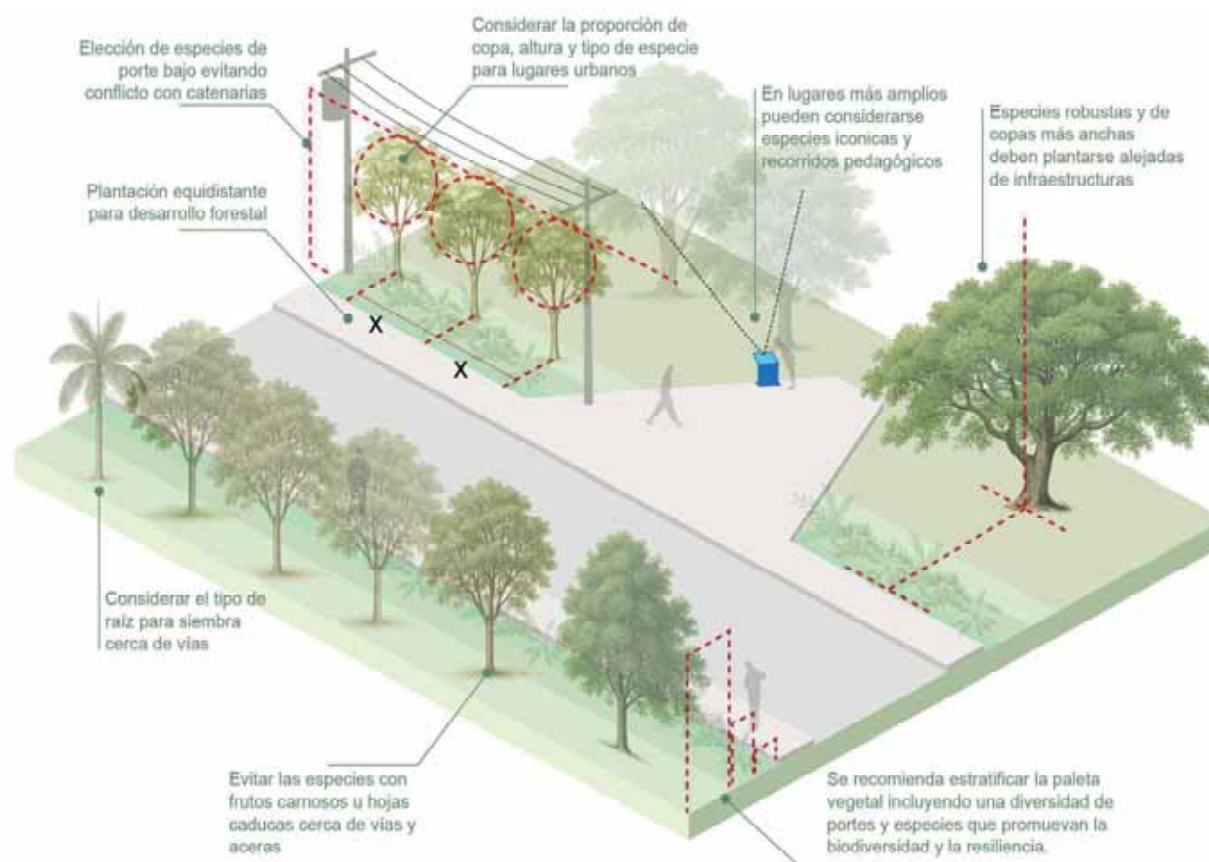 Elección de especies de
porte bajo evitando
conflicto con catenarias
Considerar la proporción de
copa, altura y tipo de especie
para lugares urbanos
En lugares más amplios
pueden considerarse
especies iconicas y
recorridos pedagógicos
Especies robustas y de
copas más anchas
deben plantarse alejadas
de infraestructuras
Plantación equidistante
para desarrollo forestal
X
X
Considerar el tipo de
raíz para siembra
cerca de vías
Evitar las especies con
frutos carnosos u hojas
caducas cerca de vías y
aceras
Se recomienda estratificar la paleta
vegetal incluyendo una diversidad de
portes y especies que promuevan la
biodiversidad y la resiliencia.